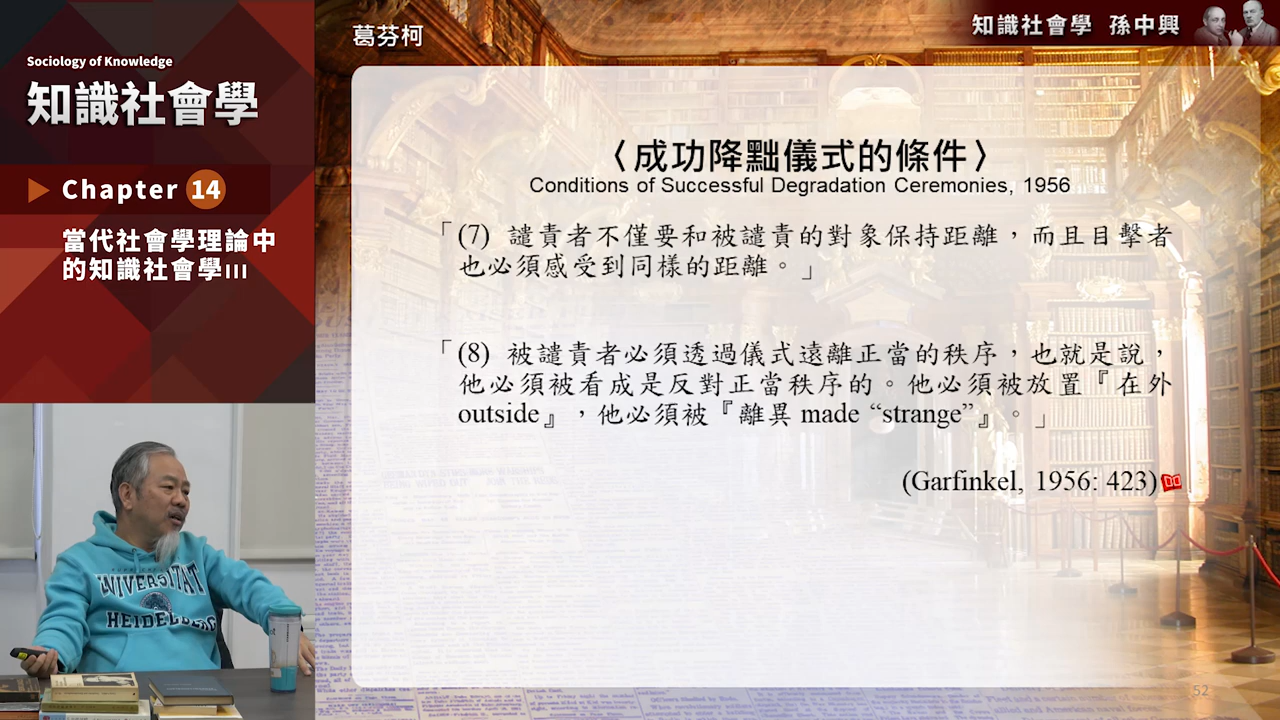 Sociology of Knowledge
知識社會學
Chapter 14
當代社會學理論中
的知識社會學III
葛芬柯
知識社會學 孫中興
〈成功降黜儀式的條件〉
Conditions of Successful Degradation Ceremonies, 1956
「(7) 譴責者不僅要和被譴責的對象保持距離，而且目擊者
也必須感受到同樣的距離。」
「(8) 被譴責者必須透過儀式遠離正當的秩序，也就是說，
他必須被看成是反對正當秩序的。他必須被放置『在外
outside』，他必須被『離異 made “strange”』。」
(Garfinkel, 1956: 423)
52
UNIVERSITÄT
HEIDELBERG